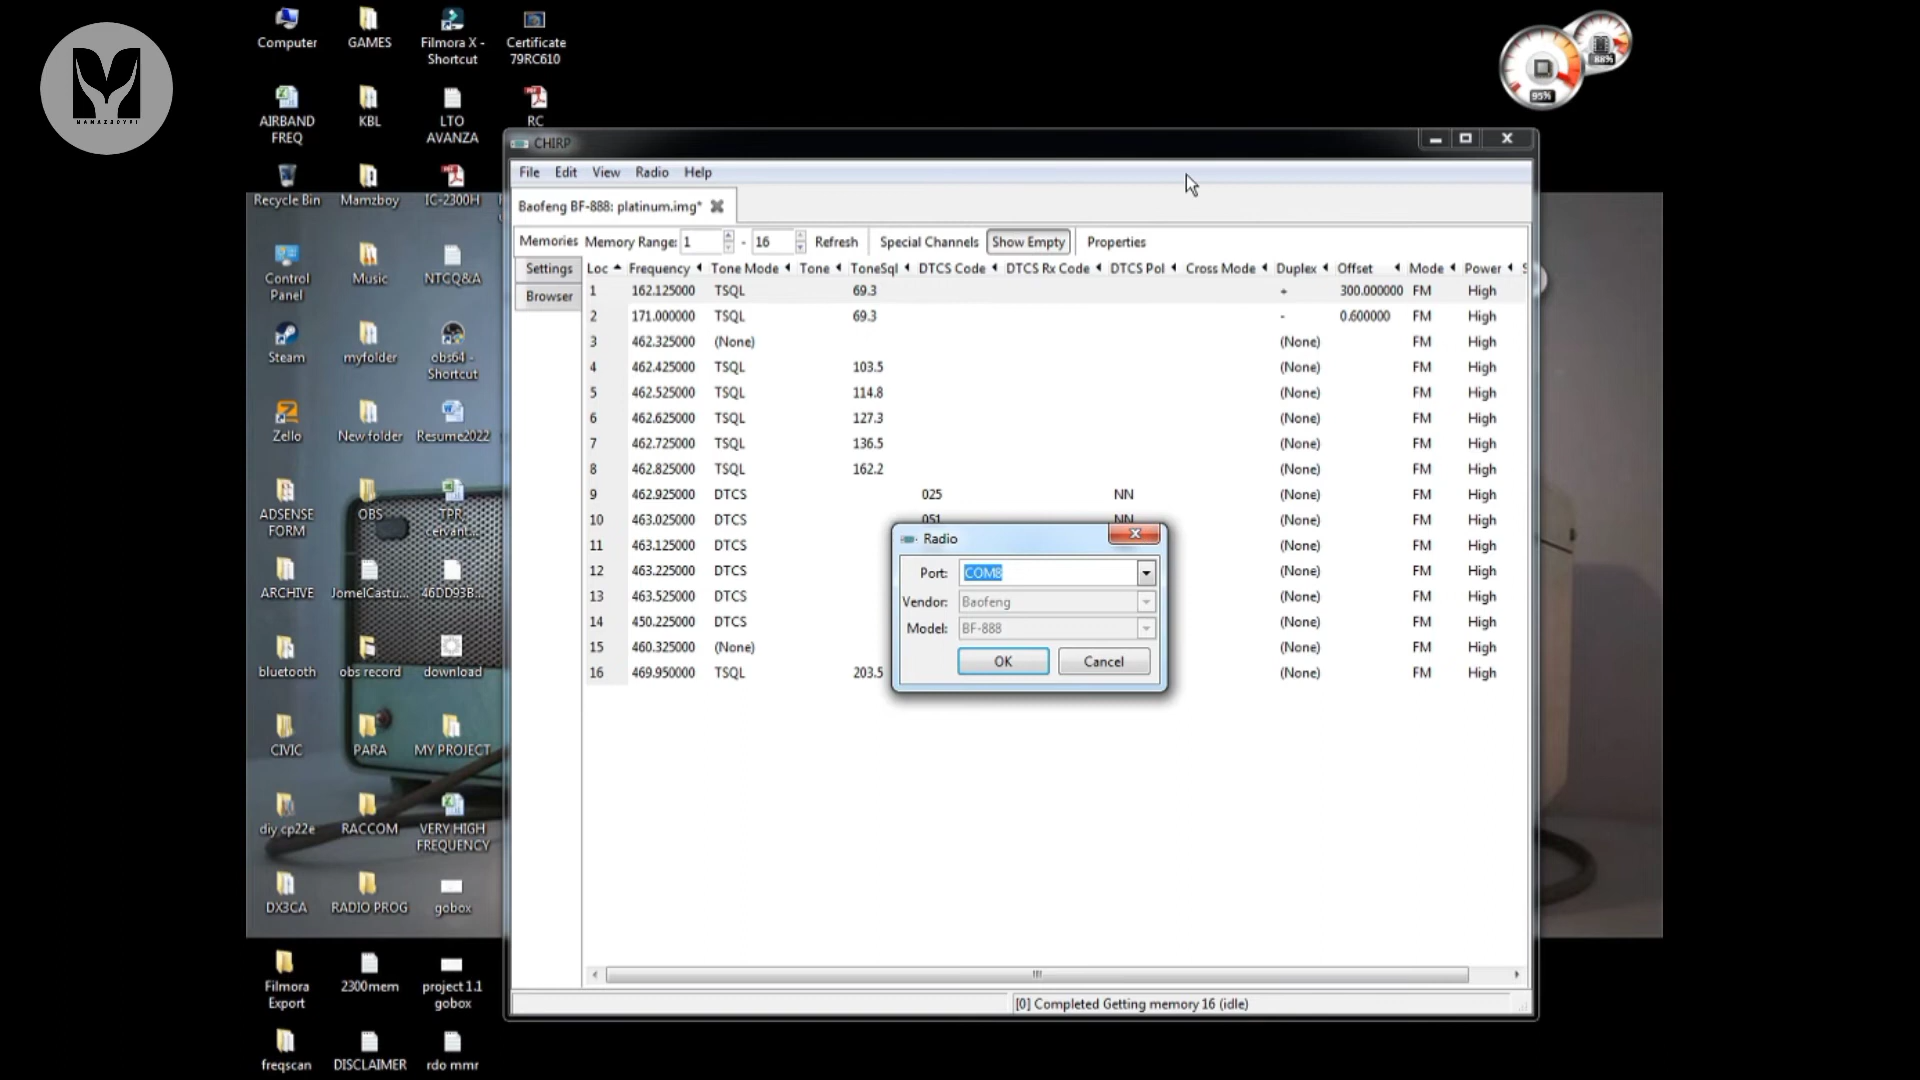 Computer
GAMES
Filmora X -
Shortcut
Certificate
79RC610
88%
95%
MAMAZBOYPI
AIRBAND
FREQ
KBL
LTO
AVANZA
RC
Recycle Bin
Mamzboy
IC-2300H
Control
Panel
Music
NTCQ&A
Steam
myfolder
obs64 -
Shortcut
Zello
New folder
Resume2022
ADSENSE
FORM
OBS
TPR
cervant...
ARCHIVE
JomelCastu...
46DD93B...
bluetooth
obs record
download
CIVIC
PARA
MY PROJECT
diy cp22e
RACCOM
VERY HIGH
FREQUENCY
DX3CA
RADIO PROG
gobox
Filmora
Export
2300mem
project 1.1
gobox
freqscan
DISCLAIMER
rdo mmr
CHIRP
File Edit View Radio Help
Baofeng BF-888: platinum.img*
Memories Memory Range: 1 - 16 Refresh Special Channels Show Empty Properties
Settings
Browser
Loc Frequency Tone Mode Tone ToneSql DTCS Code DTCS Rx Code DTCS Pol Cross Mode Duplex Offset Mode Power S
1 162.125000 TSQL 69.3 + 300.000000 FM High
2 171.000000 TSQL 69.3 - 0.600000 FM High
3 462.325000 (None) (None) FM High
4 462.425000 TSQL 103.5 (None) FM High
5 462.525000 TSQL 114.8 (None) FM High
6 462.625000 TSQL 127.3 (None) FM High
7 462.725000 TSQL 136.5 (None) FM High
8 462.825000 TSQL 162.2 (None) FM High
9 462.925000 DTCS 025 NN (None) FM High
10 463.025000 DTCS 051 NN (None) FM High
11 463.125000 DTCS (None) FM High
12 463.225000 DTCS (None) FM High
13 463.525000 DTCS (None) FM High
14 450.225000 DTCS (None) FM High
15 460.325000 (None) (None) FM High
16 469.950000 TSQL 203.5 (None) FM High
Radio
Port: COM8
Vendor: Baofeng
Model: BF-888
OK Cancel
[0] Completed Getting memory 16 (idle)